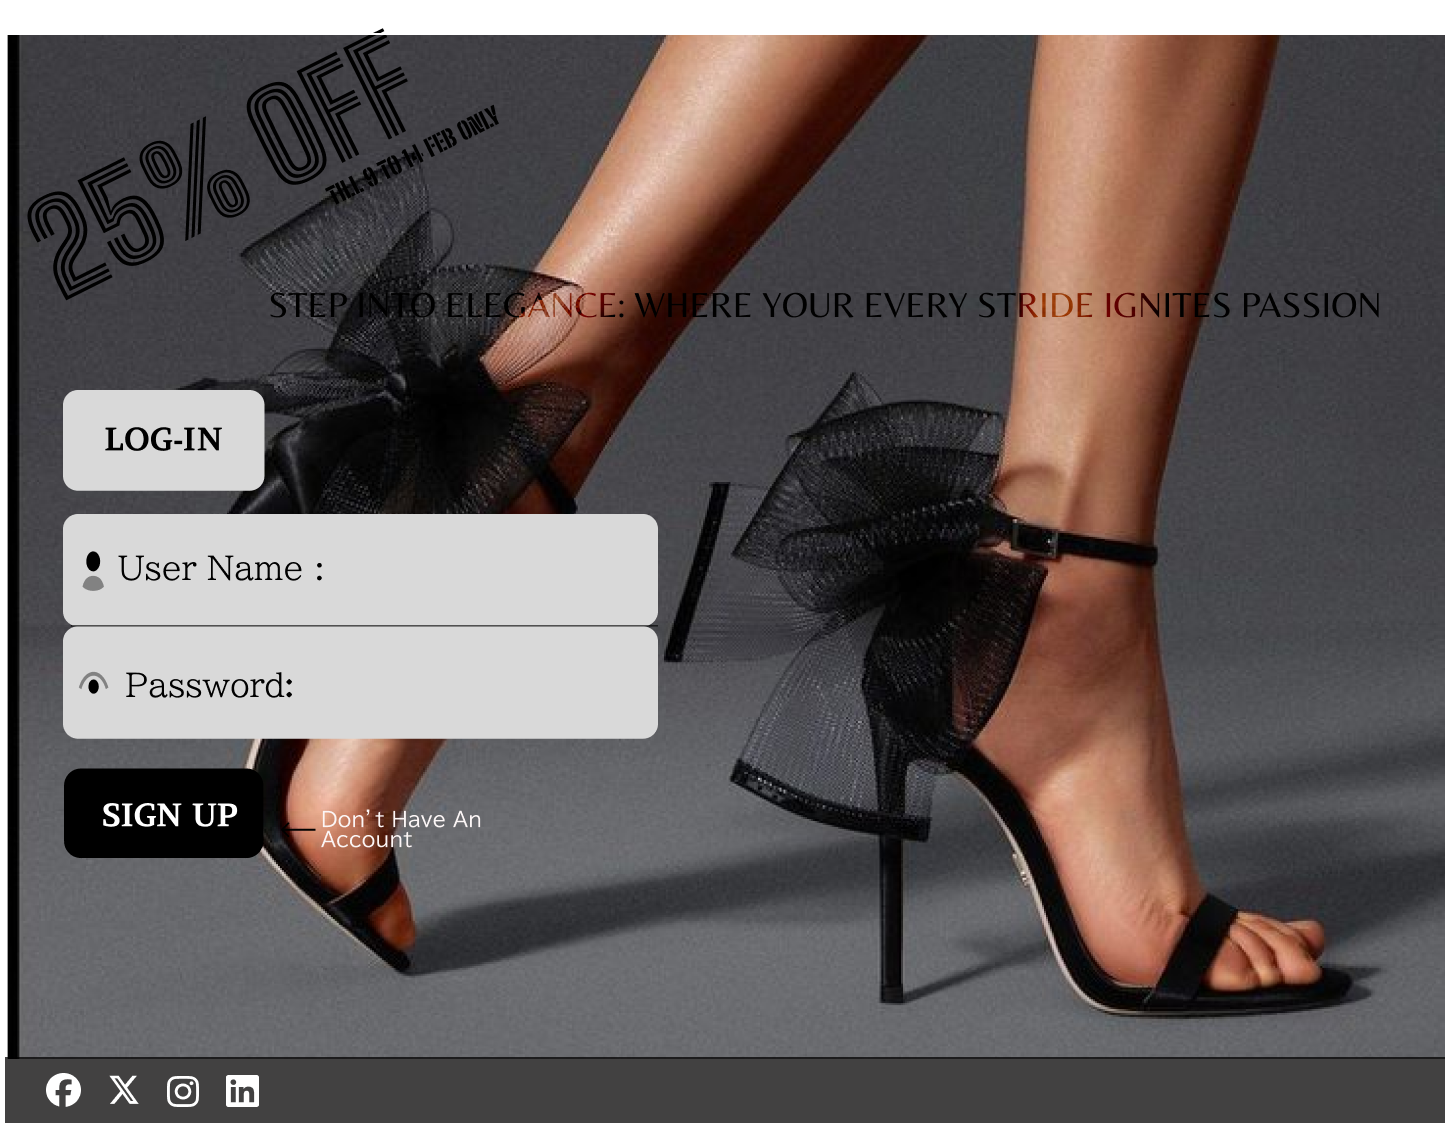 25% OFF
TILL 9 TO 14 FEB ONLY
STEP INTO ELEGANCE: WHERE YOUR EVERY STRIDE IGNITES PASSION
LOG-IN
User Name :
Password:
SIGN UP
Don't Have An
Account